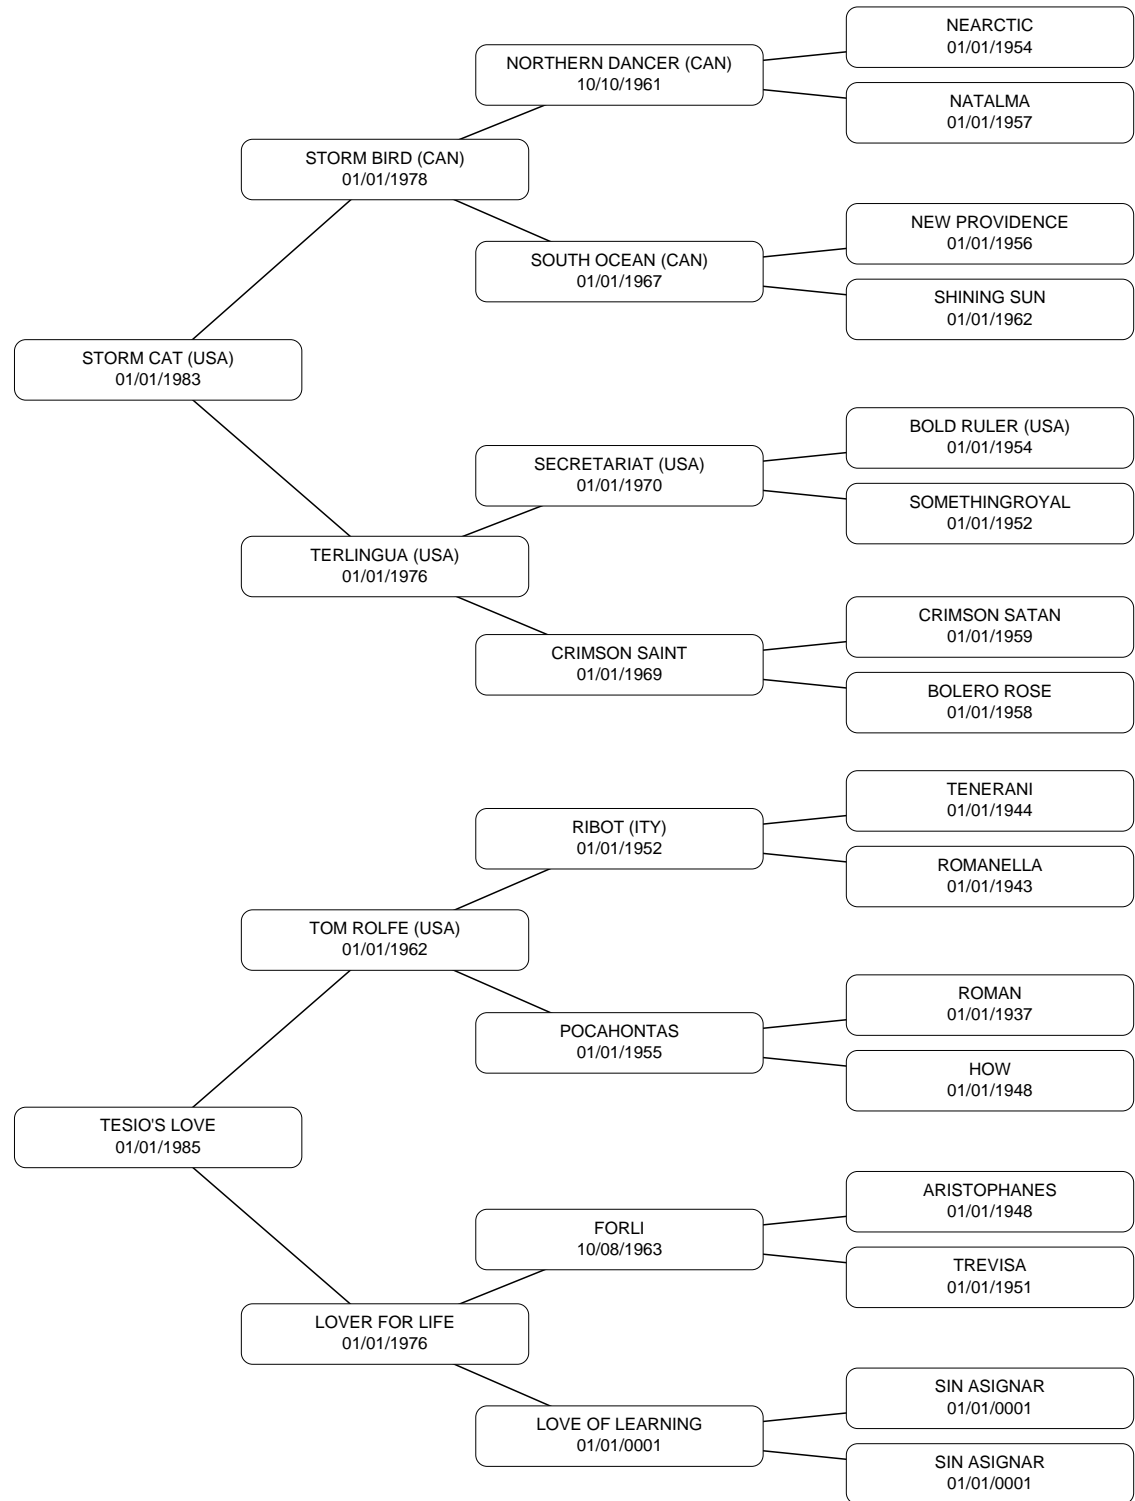 NEARCTIC
01/01/1954
NORTHERN DANCER (CAN)
10/10/1961
NATALMA
01/01/1957
STORM BIRD (CAN)
01/01/1978
NEW PROVIDENCE
01/01/1956
SOUTH OCEAN (CAN)
01/01/1967
SHINING SUN
01/01/1962
STORM CAT (USA)
01/01/1983
BOLD RULER (USA)
01/01/1954
SECRETARIAT (USA)
01/01/1970
SOMETHINGROYAL
01/01/1952
TERLINGUA (USA)
01/01/1976
CRIMSON SATAN
01/01/1959
CRIMSON SAINT
01/01/1969
BOLERO ROSE
01/01/1958
TENERANI
01/01/1944
RIBOT (ITY)
01/01/1952
ROMANELLA
01/01/1943
TOM ROLFE (USA)
01/01/1962
ROMAN
01/01/1937
POCAHONTAS
01/01/1955
HOW
01/01/1948
TESIO'S LOVE
01/01/1985
ARISTOPHANES
01/01/1948
FORLI
10/08/1963
TREVISA
01/01/1951
LOVER FOR LIFE
01/01/1976
SIN ASIGNAR
01/01/0001
LOVE OF LEARNING
01/01/0001
SIN ASIGNAR
01/01/0001